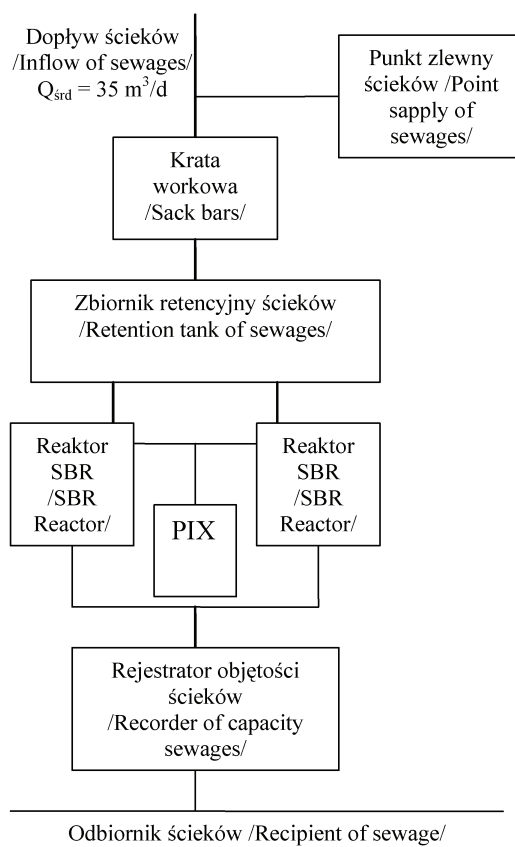 Dopływ ścieków
/Inflow of sewages/
Qśrd = 35 m³/d
Punkt zlewny
ścieków /Point
sapply of
sewages/
Krata
workowa
/Sack bars/
Zbiornik retencyjny ścieków
/Retention tank of sewages/
Reaktor
SBR
/SBR
Reactor/
Reaktor
SBR
/SBR
Reactor/
PIX
Rejestrator objętości
ścieków
/Recorder of capacity
sewages/
Odbiornik ścieków /Recipient of sewage/